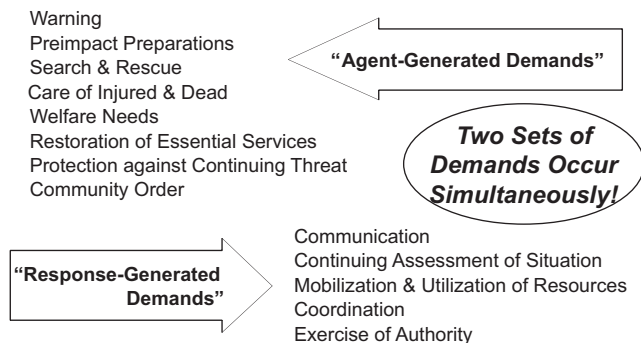 Warning
Preimpact Preparations
Search & Rescue
Care of Injured & Dead
Welfare Needs
Restoration of Essential Services
Protection against Continuing Threat
Community Order
“Agent-Generated Demands”
Two Sets of
Demands Occur
Simultaneously!
“Response-Generated
Demands”
Communication
Continuing Assessment of Situation
Mobilization & Utilization of Resources
Coordination
Exercise of Authority